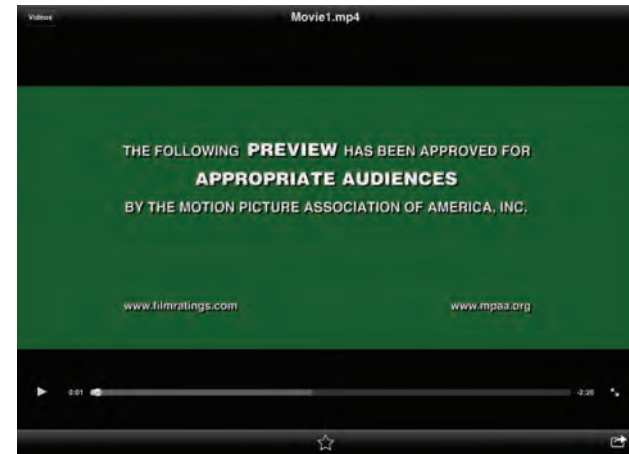 Videos
Movie1.mp4
THE FOLLOWING PREVIEW HAS BEEN APPROVED FOR
APPROPRIATE AUDIENCES
BY THE MOTION PICTURE ASSOCIATION OF AMERICA, INC.
www.filmratings.com www.mpaa.org
0:01 -2:26